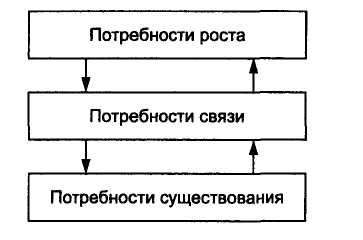 Потребности роста
Потребности связи
Потребности существования